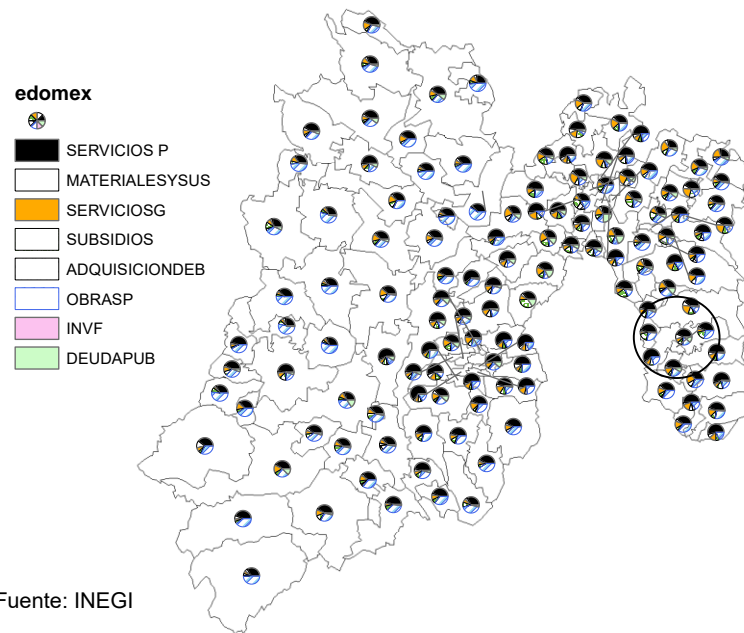 edomex
SERVICIOS P
MATERIALESYSUS
SERVICIOSG
SUBSIDIOS
ADQUISICIONDEB
OBRASP
INVF
DEUDAPUB
Fuente: INEGI